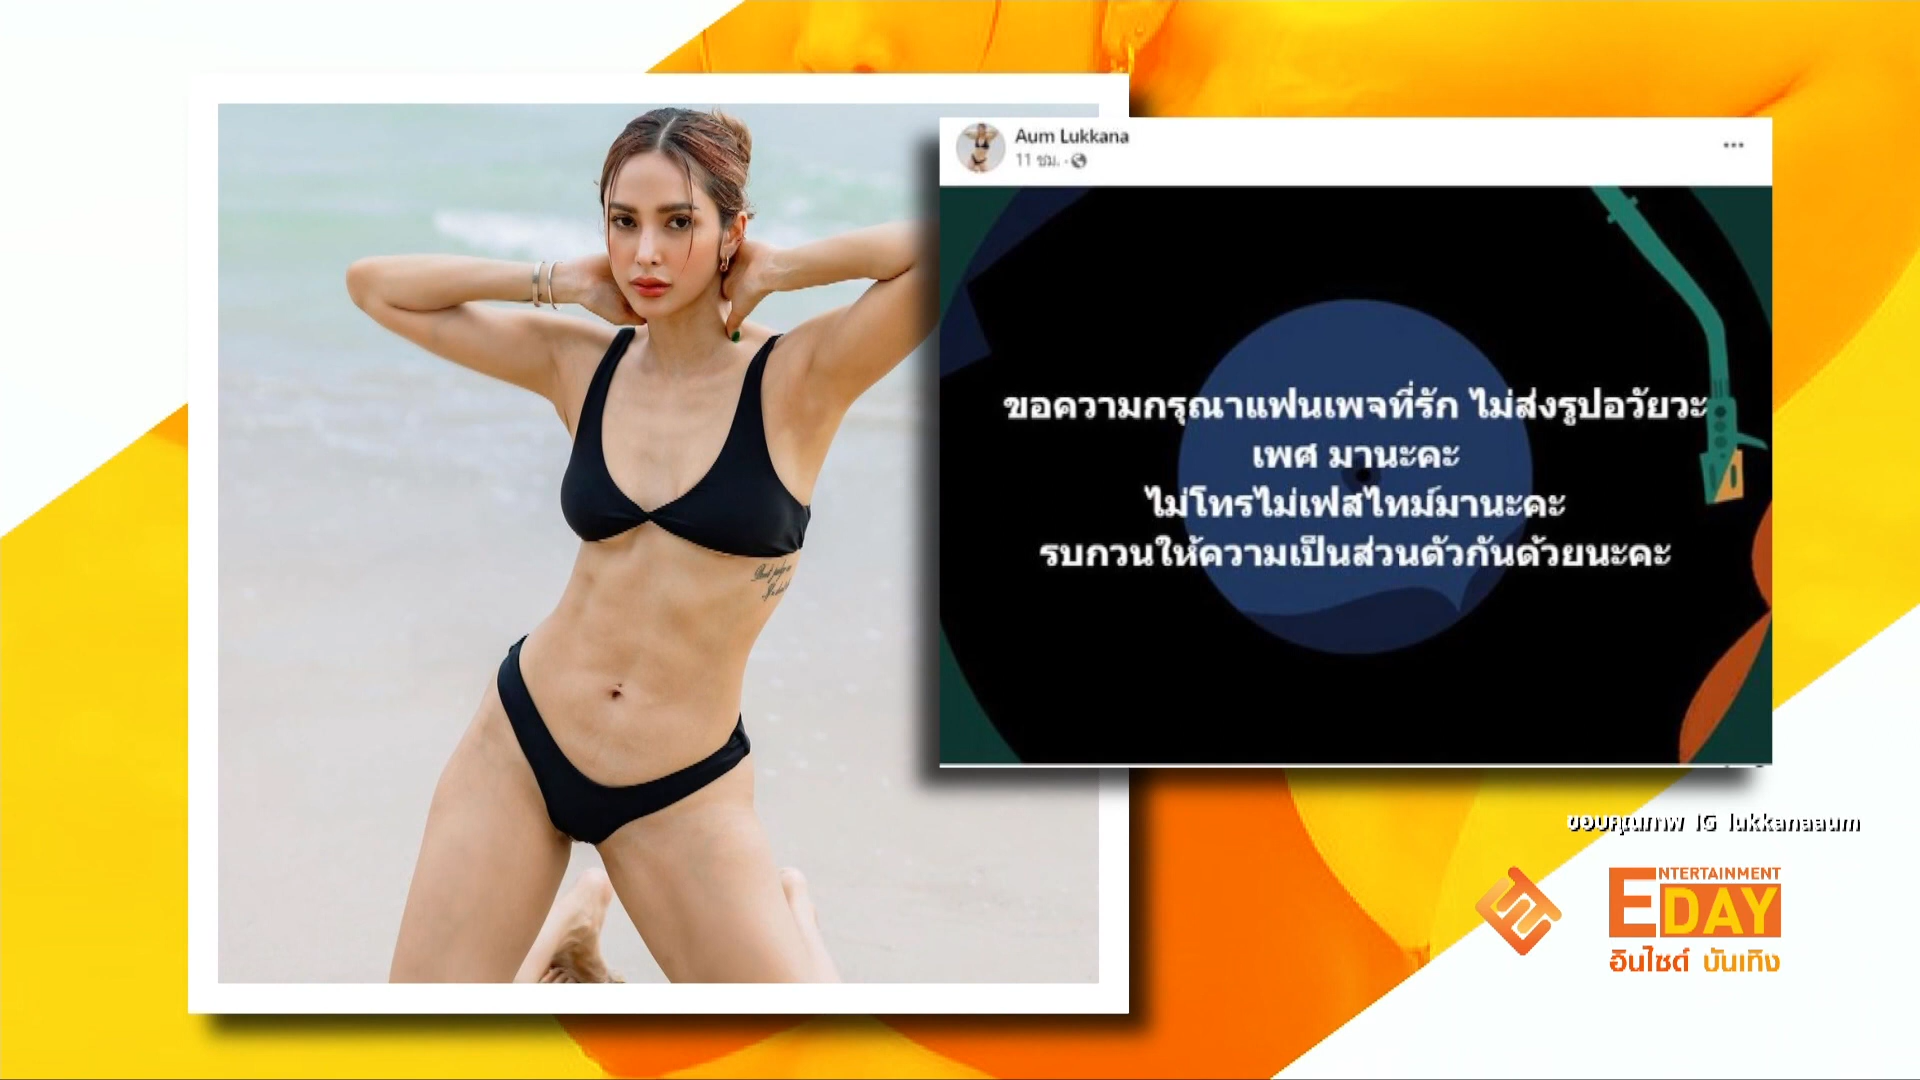 Aum Lukkana
11 ชม.
ขอความกรุณาแฟนเพจที่รัก ไม่ส่งรูปอวัยวะ
เพศ มานะคะ
ไม่โทรไม่เฟสไทม์มานะคะ
รบกวนให้ความเป็นส่วนตัวกันด้วยนะคะ
ขอบคุณภาพ IG lukkanaaum
ENTERTAINMENT
EDAY
อินไซด์ บันเทิง